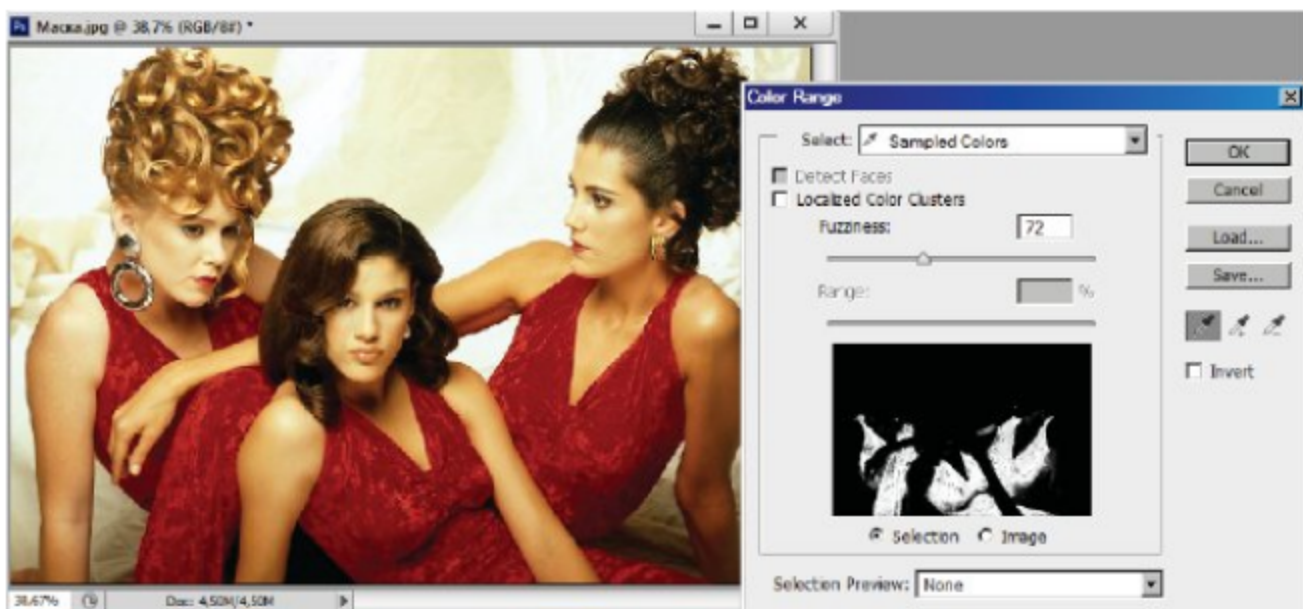 Ps Маска.jpg @ 38,7% (RGB/8#) *
Color Range
Select: Sampled Colors
OK
Detect Faces
Cancel
Localized Color Clusters
Fuzziness: 72
Load...
Range: %
Save...
Invert
Selection Image
Selection Preview: None
38,67% Doc: 4,50M/4,50M